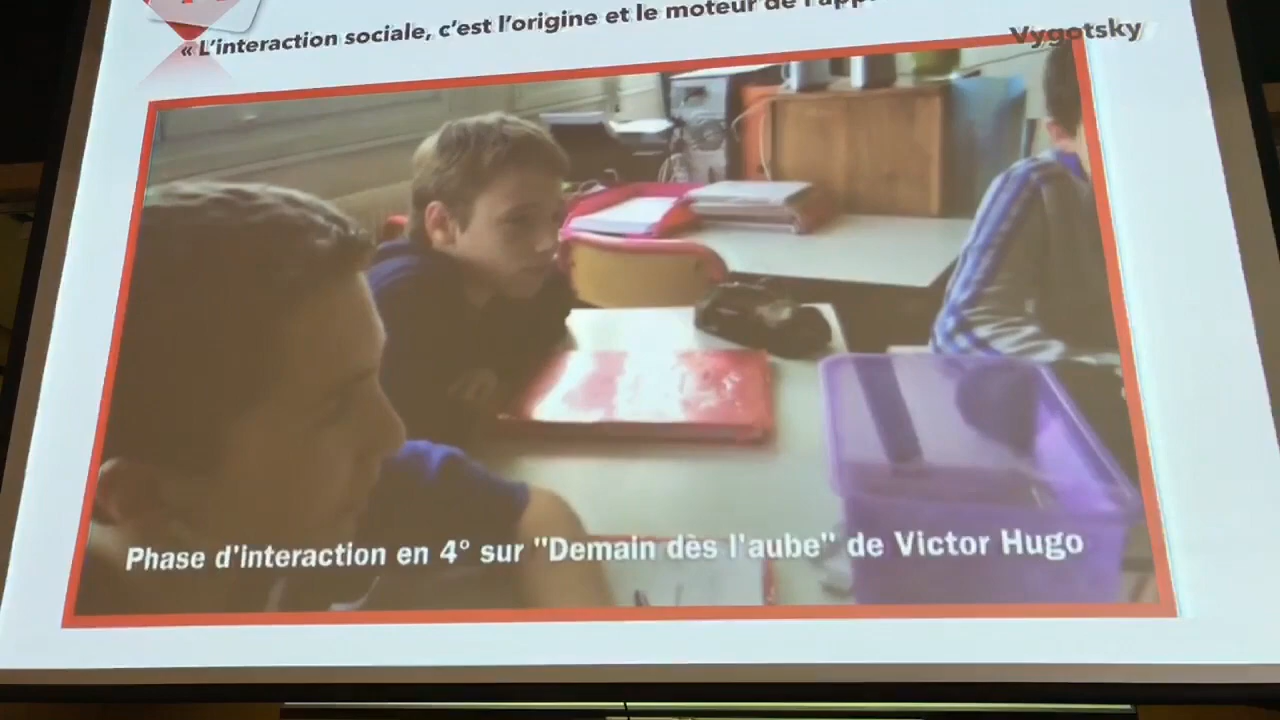 « L'interaction sociale, c'est l'origine et le moteur de
Vygotsky
Phase d'interaction en 4° sur "Demain dès l'aube" de Victor Hugo